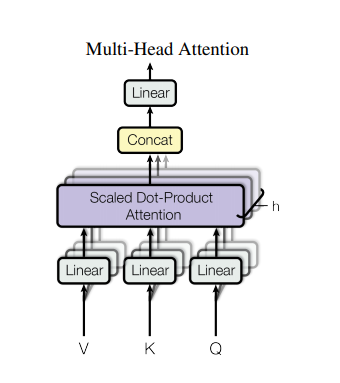 Multi-Head Attention
Linear
Concat
Scaled Dot-Product
Attention
h
Linear Linear Linear
V K Q